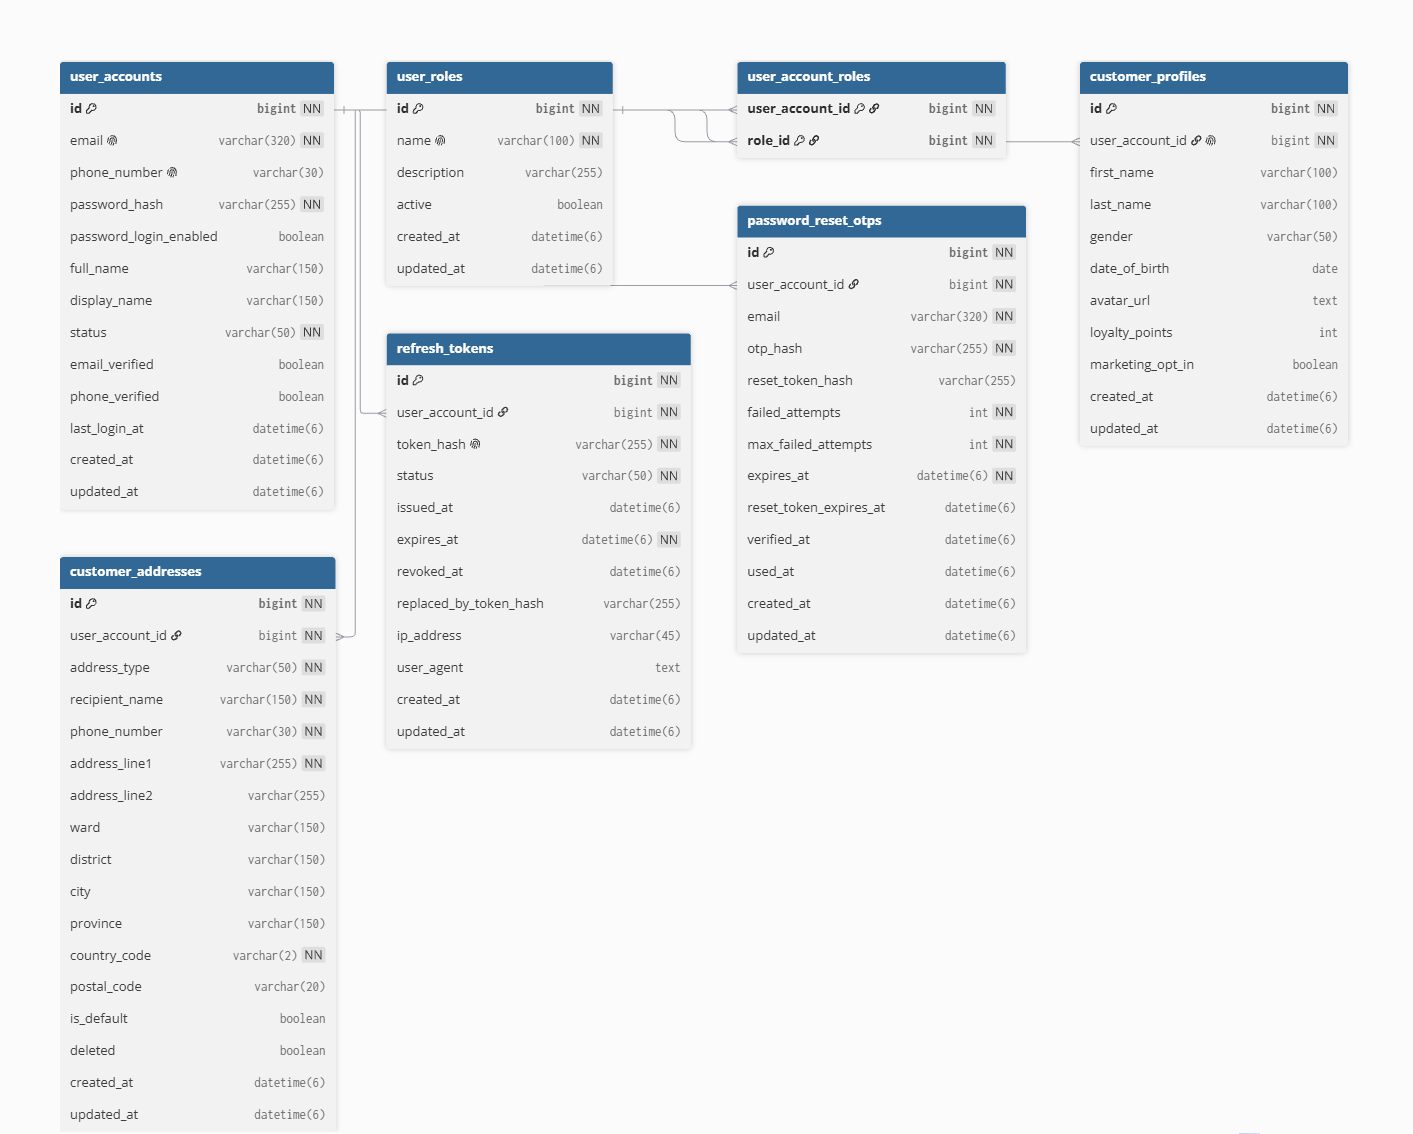 user_accounts
id bigint NN
email varchar(320) NN
phone_number varchar(30)
password_hash varchar(255) NN
password_login_enabled boolean
full_name varchar(150)
display_name varchar(150)
status varchar(50) NN
email_verified boolean
phone_verified boolean
last_login_at datetime(6)
created_at datetime(6)
updated_at datetime(6)
user_roles
id bigint NN
name varchar(100) NN
description varchar(255)
active boolean
created_at datetime(6)
updated_at datetime(6)
user_account_roles
user_account_id bigint NN
role_id bigint NN
customer_profiles
id bigint NN
user_account_id bigint NN
first_name varchar(100)
last_name varchar(100)
gender varchar(50)
date_of_birth date
avatar_url text
loyalty_points int
marketing_opt_in boolean
created_at datetime(6)
updated_at datetime(6)
password_reset_otps
id bigint NN
user_account_id bigint NN
email varchar(320) NN
otp_hash varchar(255) NN
reset_token_hash varchar(255)
failed_attempts int NN
max_failed_attempts int NN
expires_at datetime(6) NN
reset_token_expires_at datetime(6)
verified_at datetime(6)
used_at datetime(6)
created_at datetime(6)
updated_at datetime(6)
refresh_tokens
id bigint NN
user_account_id bigint NN
token_hash varchar(255) NN
status varchar(50) NN
issued_at datetime(6)
expires_at datetime(6) NN
revoked_at datetime(6)
replaced_by_token_hash varchar(255)
ip_address varchar(45)
user_agent text
created_at datetime(6)
updated_at datetime(6)
customer_addresses
id bigint NN
user_account_id bigint NN
address_type varchar(50) NN
recipient_name varchar(150) NN
phone_number varchar(30) NN
address_line1 varchar(255) NN
address_line2 varchar(255)
ward varchar(150)
district varchar(150)
city varchar(150)
province varchar(150)
country_code varchar(2) NN
postal_code varchar(20)
is_default boolean
deleted boolean
created_at datetime(6)
updated_at datetime(6)